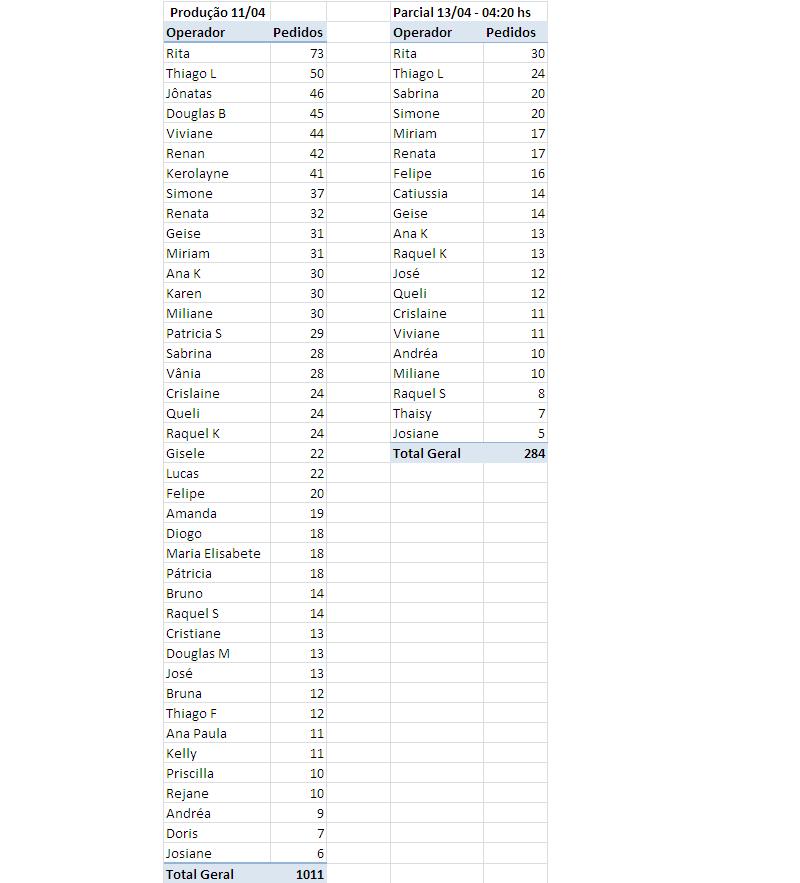 Produção 11/04 Parcial 13/04 - 04:20 hs
Operador Pedidos Operador Pedidos
Rita 73 Rita 30
Thiago L 50 Thiago L 24
Jônatas 46 Sabrina 20
Douglas B 45 Simone 20
Viviane 44 Miriam 17
Renan 42 Renata 17
Kerolayne 41 Felipe 16
Simone 37 Catiussia 14
Renata 32 Geise 14
Geise 31 Ana K 13
Miriam 31 Raquel K 13
Ana K 30 José 12
Karen 30 Queli 12
Miliane 30 Crislaine 11
Patricia S 29 Viviane 11
Sabrina 28 Andréa 10
Vânia 28 Miliane 10
Crislaine 24 Raquel S 8
Queli 24 Thaisy 7
Raquel K 24 Josiane 5
Gisele 22 Total Geral 284
Lucas 22
Felipe 20
Amanda 19
Diogo 18
Maria Elisabete 18
Pátricia 18
Bruno 14
Raquel S 14
Cristiane 13
Douglas M 13
José 13
Bruna 12
Thiago F 12
Ana Paula 11
Kelly 11
Priscilla 10
Rejane 10
Andréa 9
Doris 7
Josiane 6
Total Geral 1011